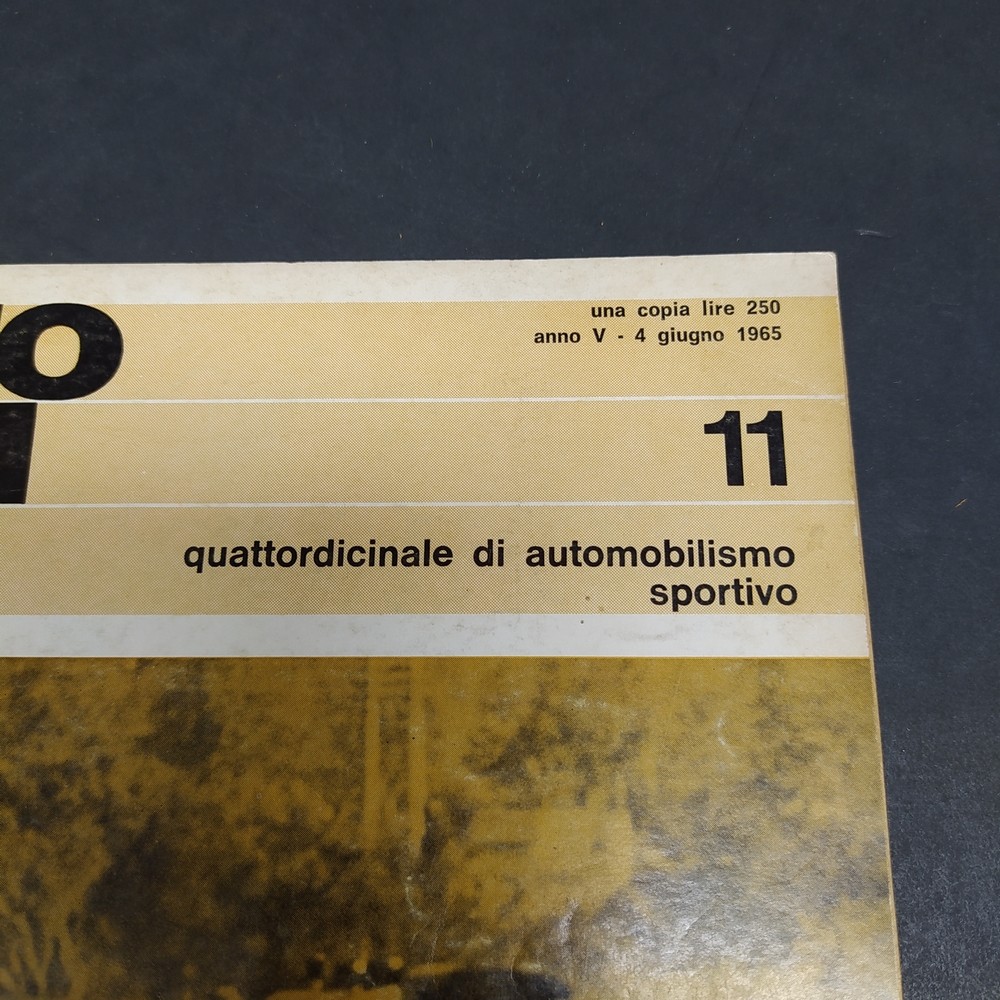 una copia lire 250
anno V - 4 giugno 1965
o
11
quattordicinale di automobilismo
sportivo